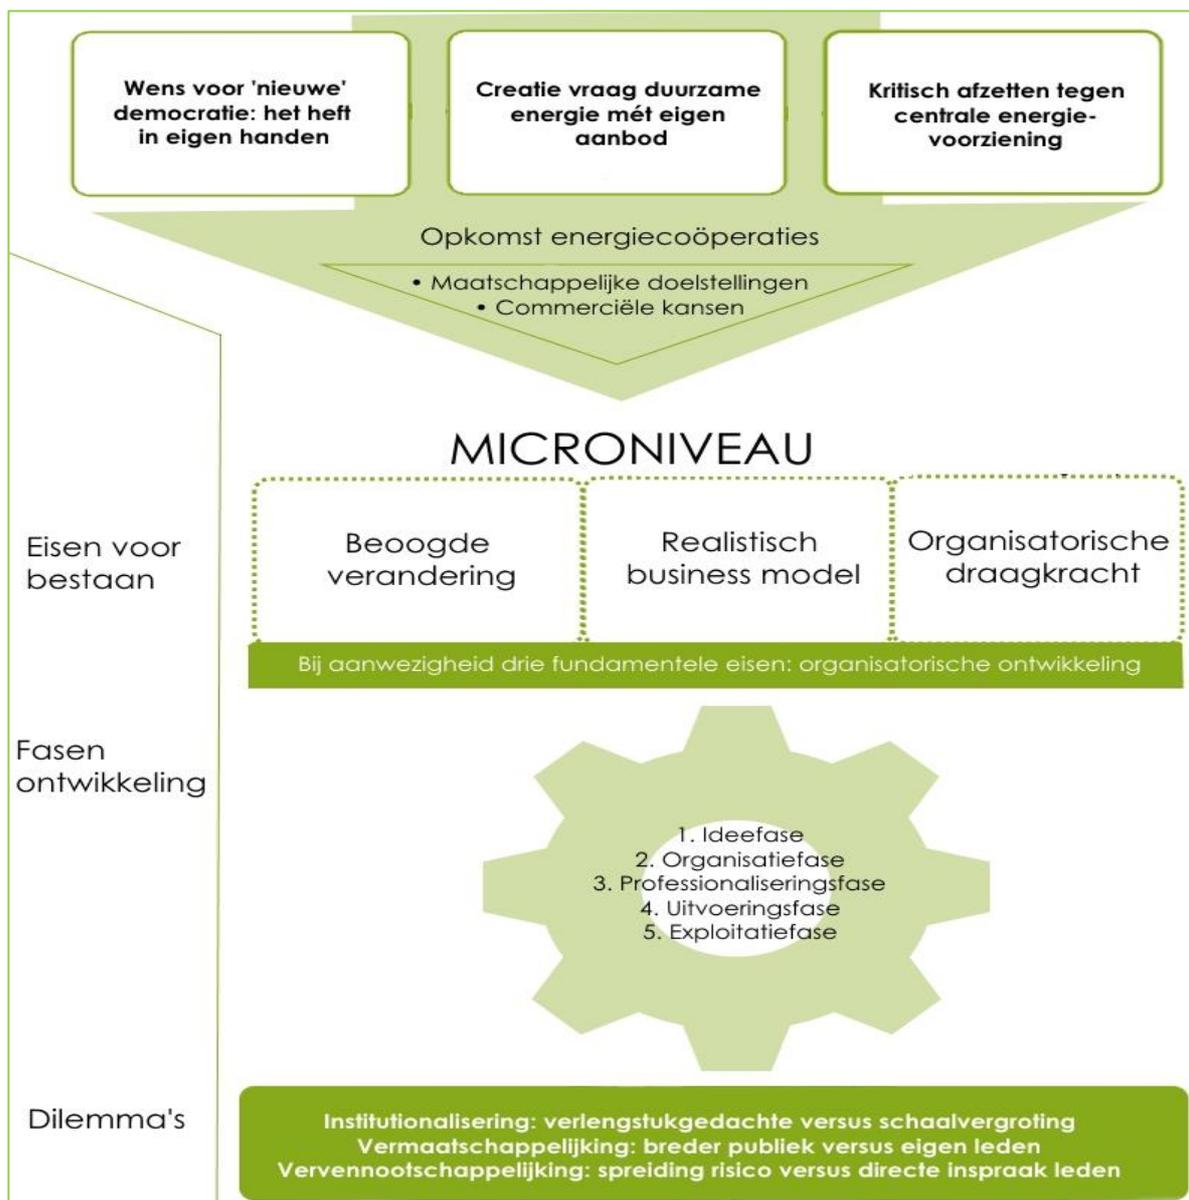 Wens voor 'nieuwe'
democratie: het heft
in eigen handen
Creatie vraag duurzame
energie mét eigen
aanbod
Kritisch afzetten tegen
centrale energie-
voorziening
Opkomst energiecoöperaties
• Maatschappelijke doelstellingen
• Commerciële kansen
MICRONIVEAU
Eisen voor
bestaan
Beoogde
verandering
Realistisch
business model
Organisatorische
draagkracht
Bij aanwezigheid drie fundamentele eisen: organisatorische ontwikkeling
Fasen
ontwikkeling
1. Ideefase
2. Organisatiefase
3. Professionaliseringsfase
4. Uitvoeringsfase
5. Exploitatiefase
Dilemma's
Institutionalisering: verlengstukgedachte versus schaalvergroting
Vermaatschappelijking: breder publiek versus eigen leden
Vervennootschappelijking: spreiding risico versus directe inspraak leden